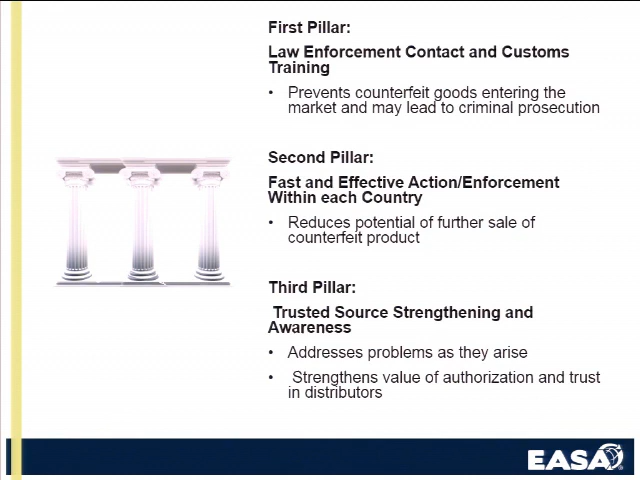 First Pillar:
Law Enforcement Contact and Customs
Training
• Prevents counterfeit goods entering the
market and may lead to criminal prosecution
Second Pillar:
Fast and Effective Action/Enforcement
Within each Country
• Reduces potential of further sale of
counterfeit product
Third Pillar:
Trusted Source Strengthening and
Awareness
• Addresses problems as they arise
• Strengthens value of authorization and trust
in distributors
EASA®